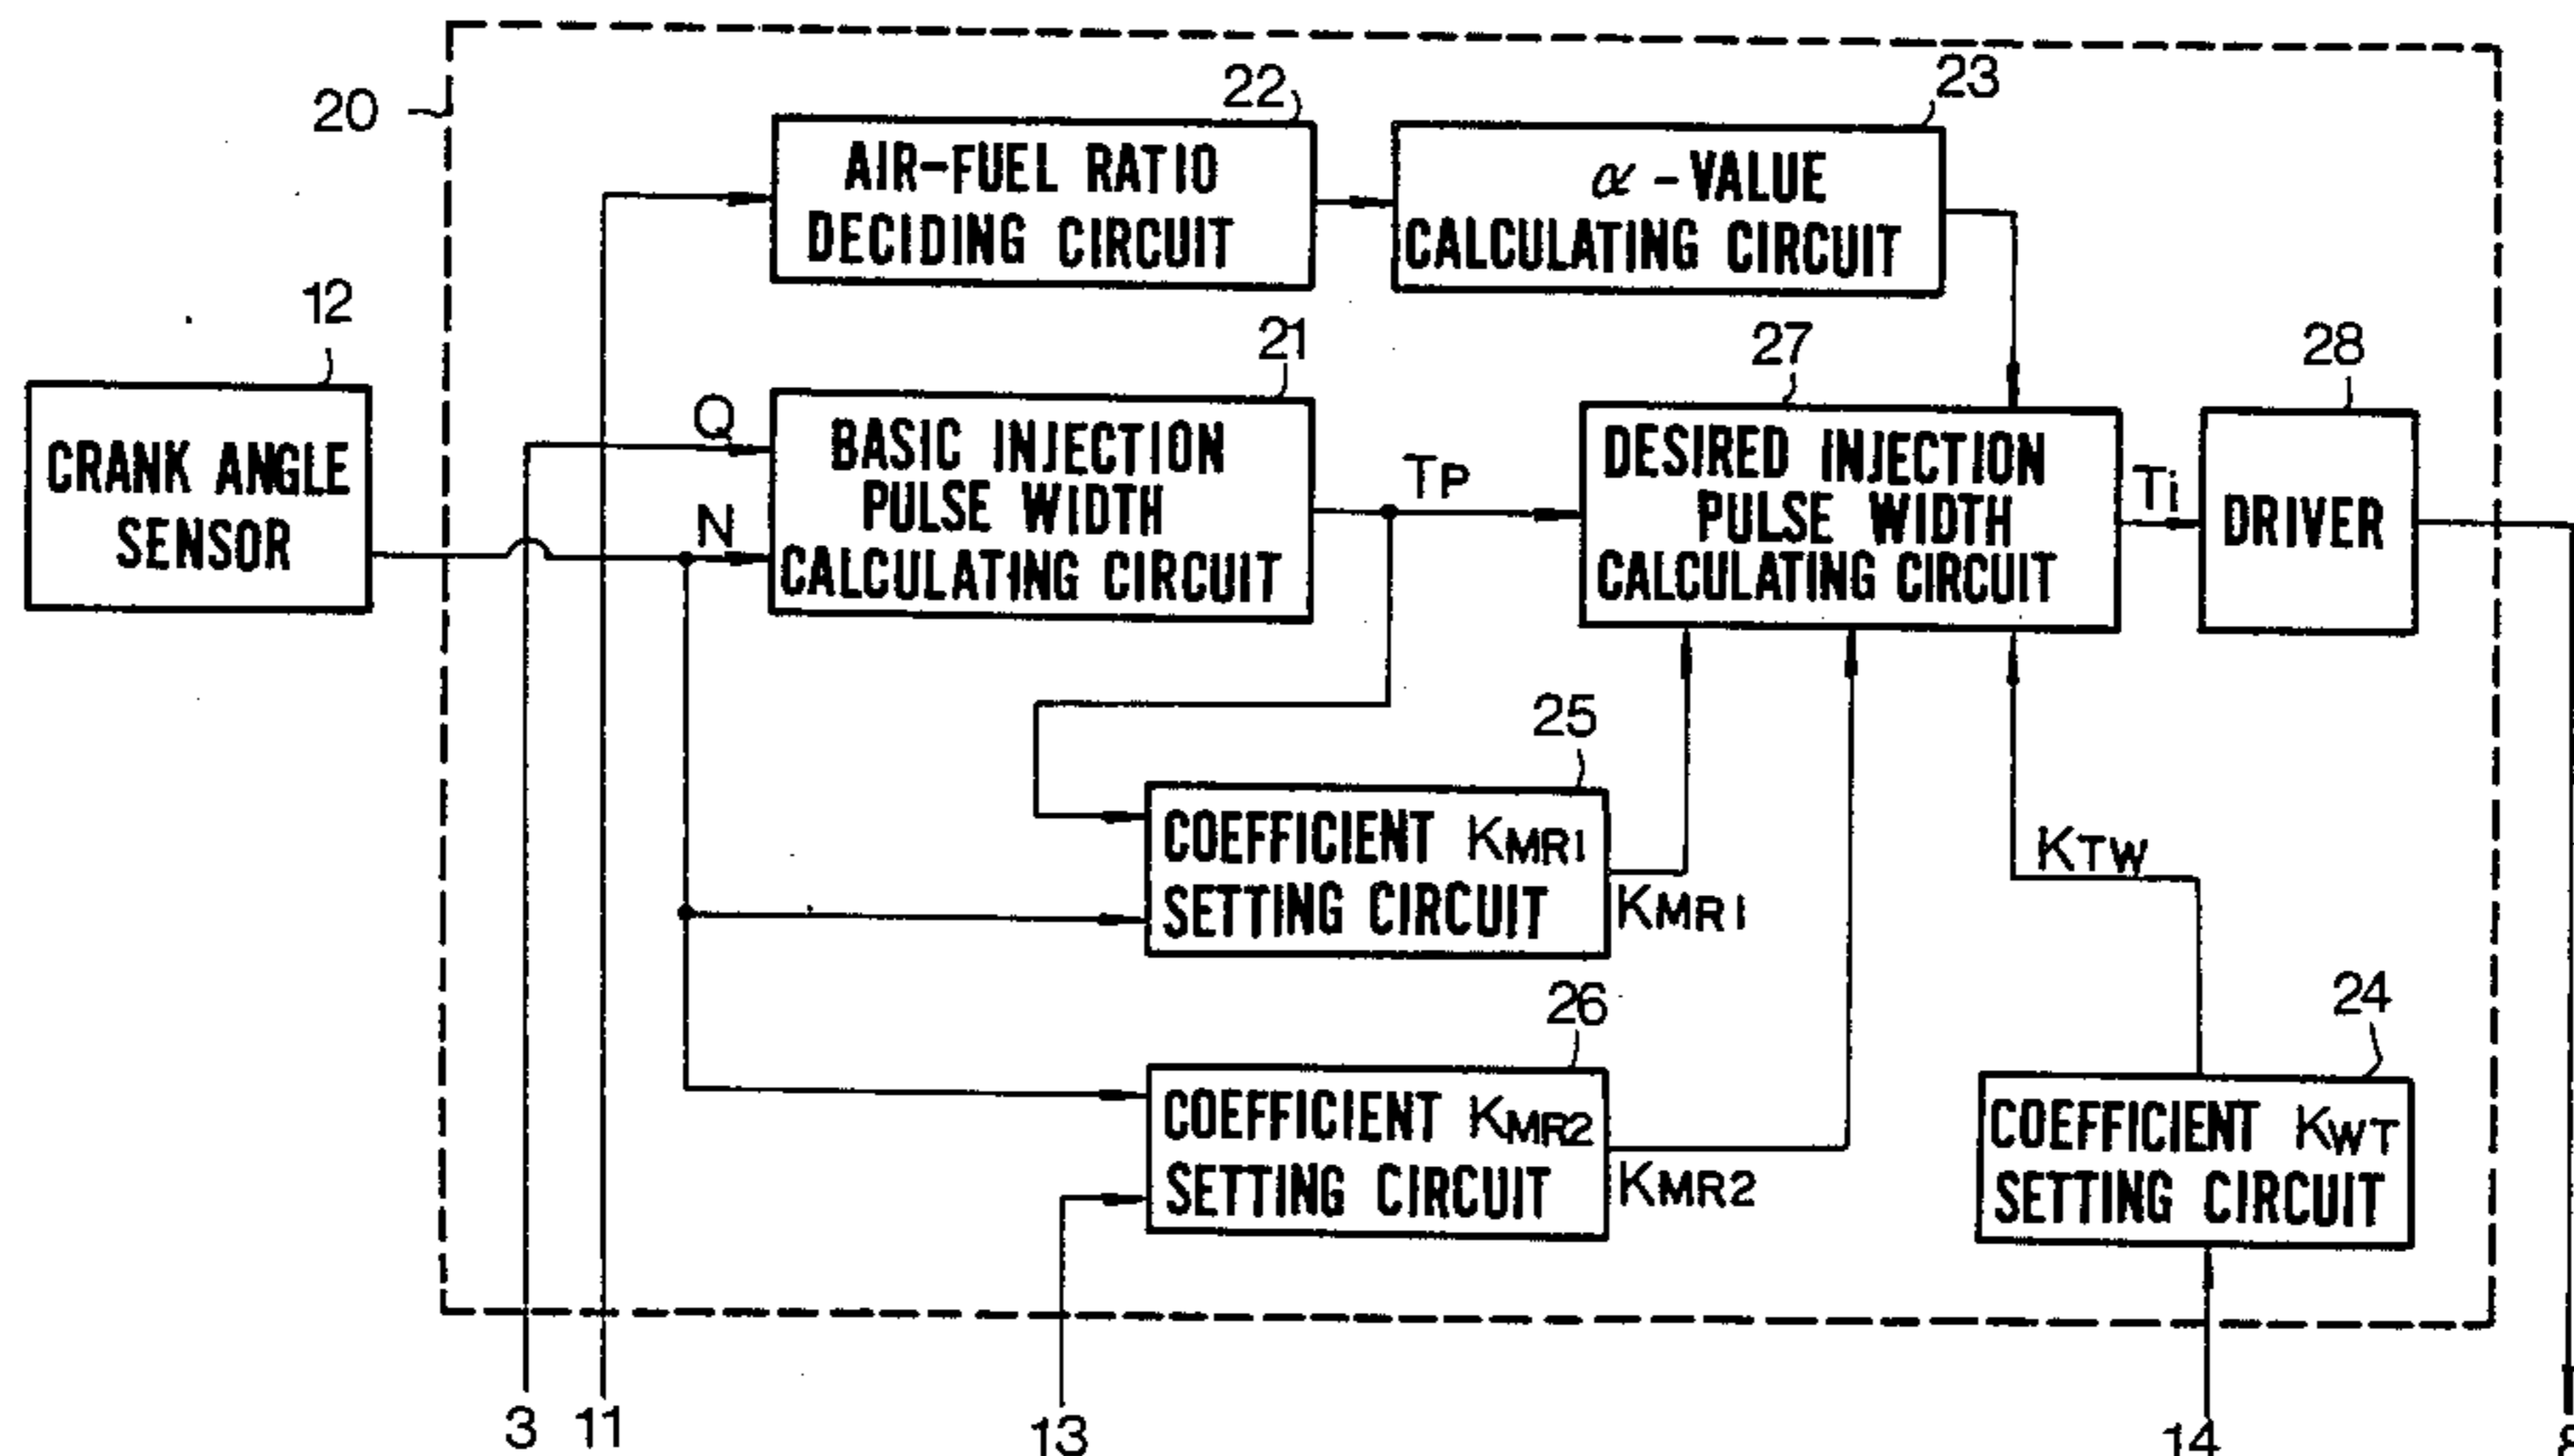 20
22
23
AIR-FUEL RATIO
DECIDING CIRCUIT
α-VALUE
CALCULATING CIRCUIT
12
CRANK ANGLE
SENSOR
Q
N
21
BASIC INJECTION
PULSE WIDTH
CALCULATING CIRCUIT
TP
27
DESIRED INJECTION
PULSE WIDTH
CALCULATING CIRCUIT
Ti
28
DRIVER
25
COEFFICIENT KMR1
SETTING CIRCUIT
KMR1
KTW
26
COEFFICIENT KMR2
SETTING CIRCUIT
KMR2
24
COEFFICIENT KWT
SETTING CIRCUIT
3
11
13
14